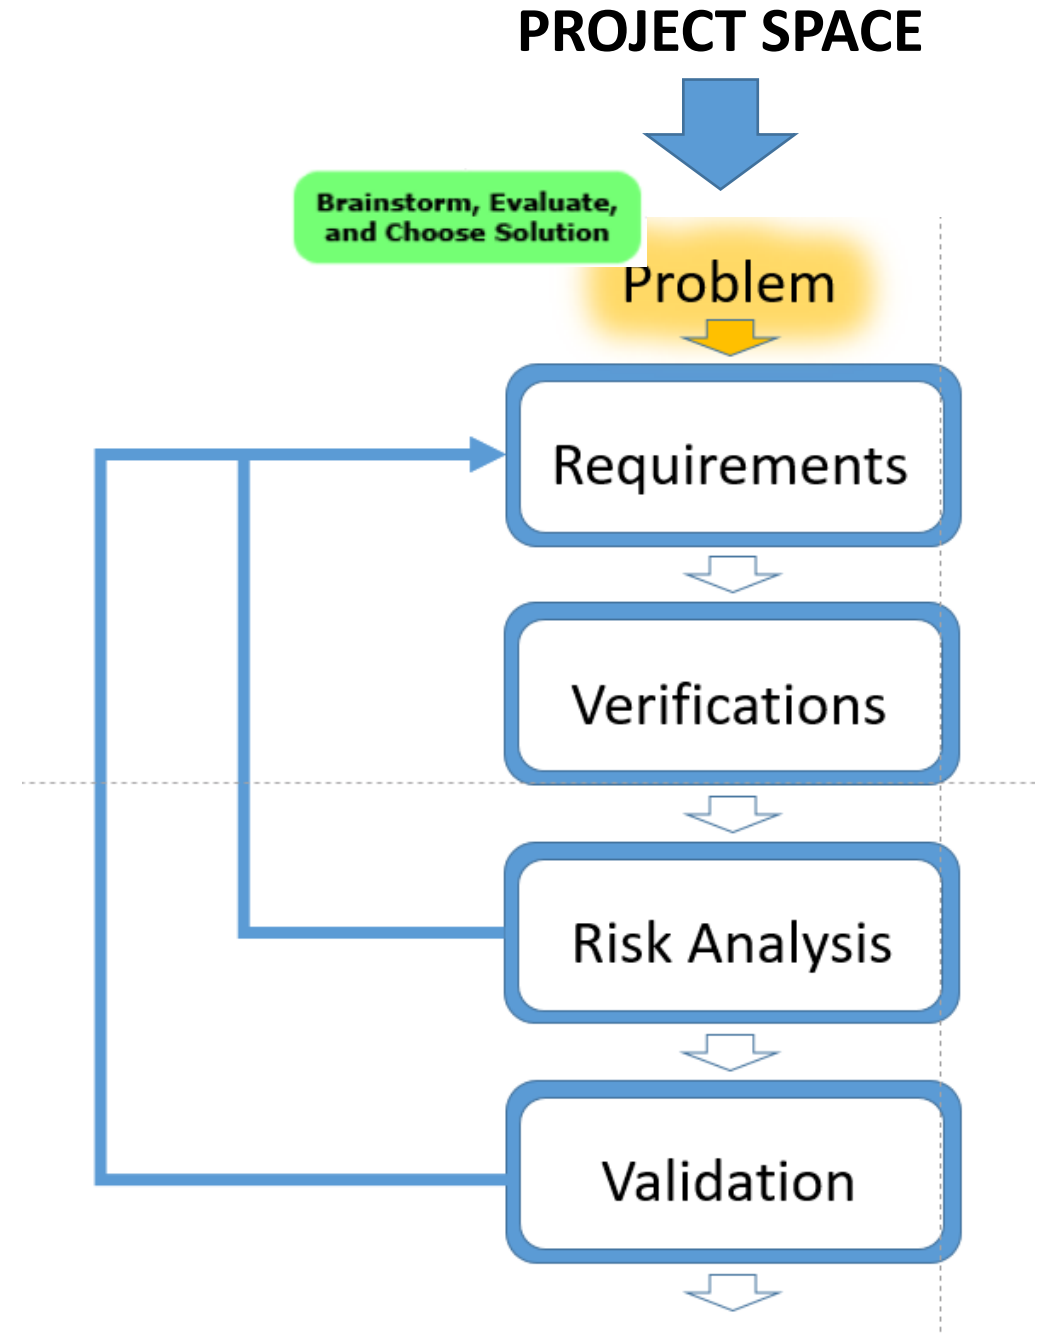 PROJECT SPACE
Brainstorm, Evaluate,
and Choose Solution
Problem
Requirements
Verifications
Risk Analysis
Validation